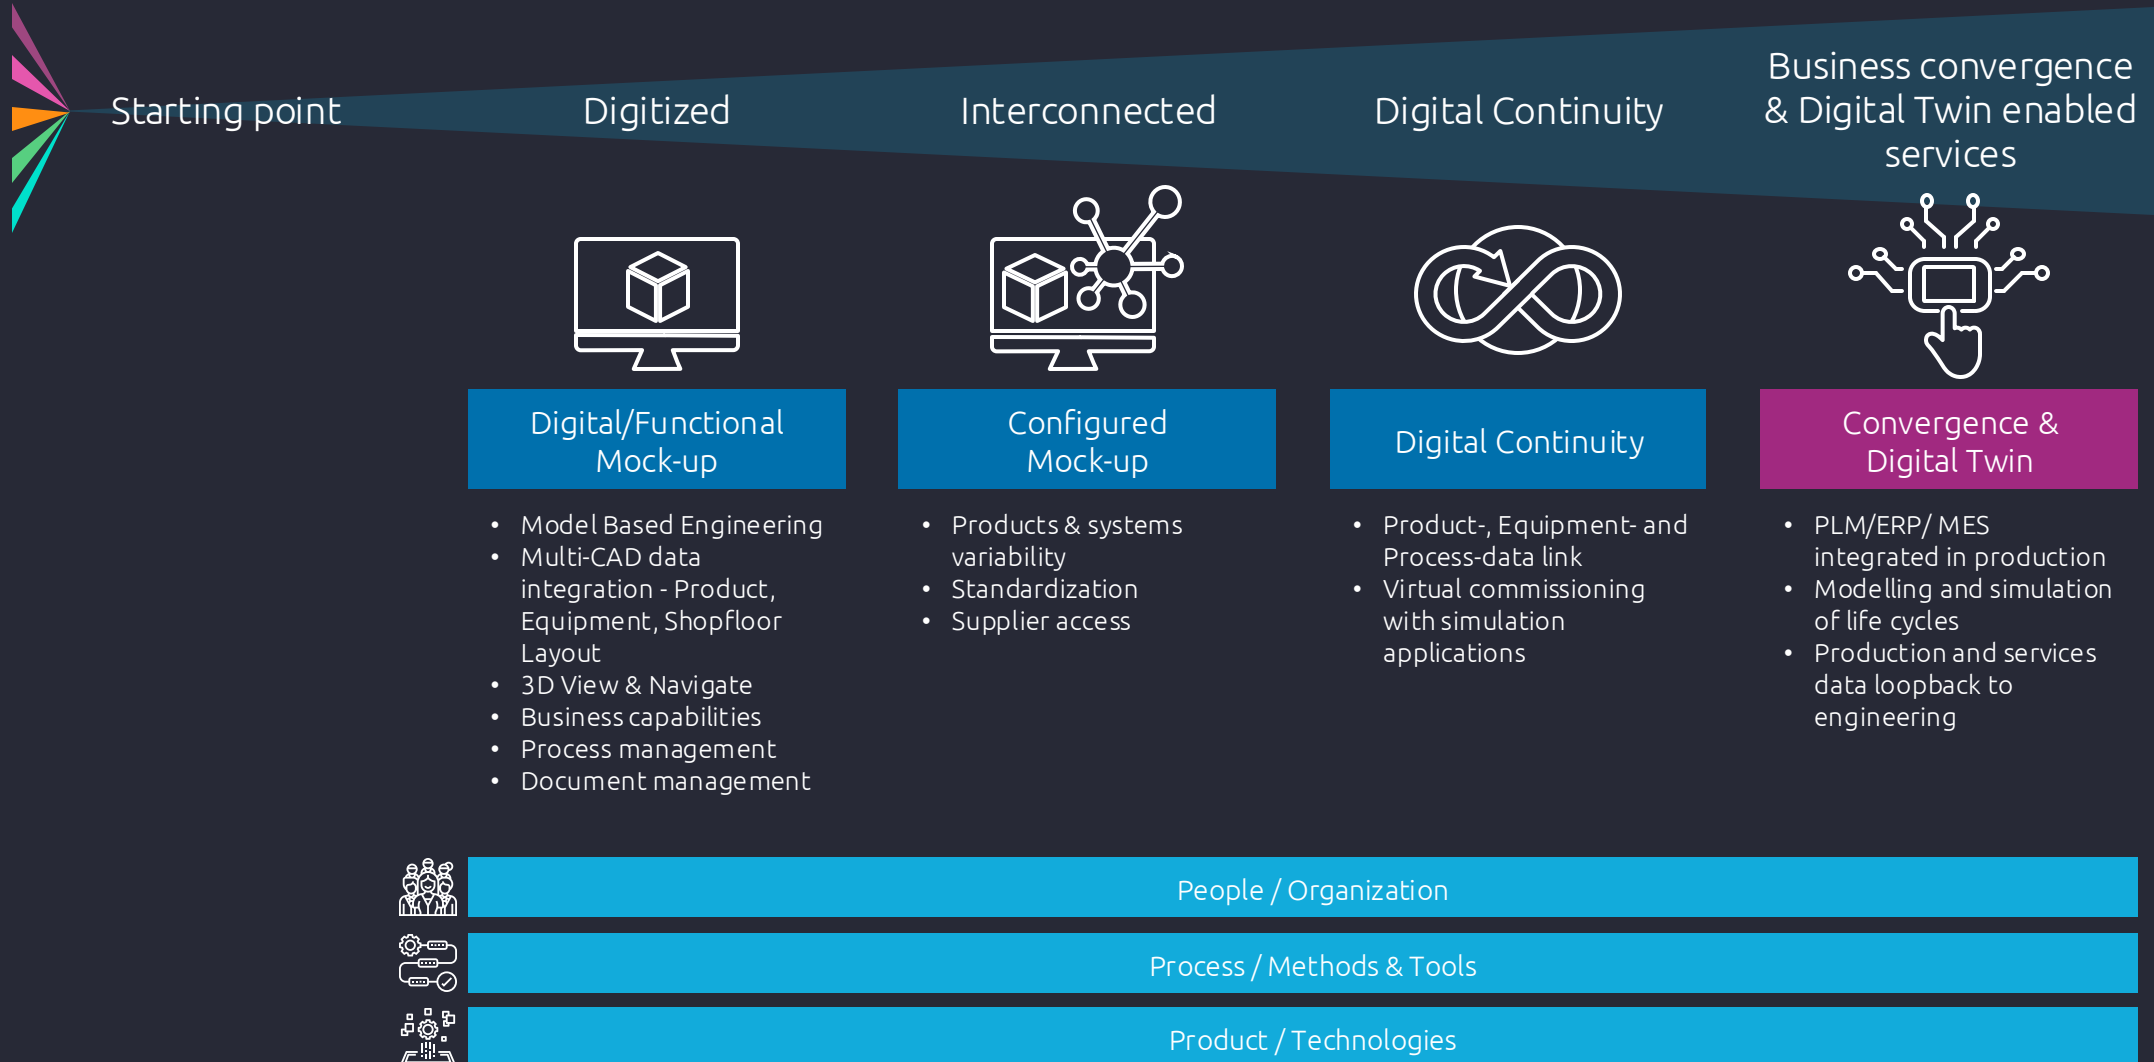 Starting point
Digitized
Interconnected
Digital Continuity
Business convergence
& Digital Twin enabled
services
Digital/Functional
Mock-up
• Model Based Engineering
• Multi-CAD data
integration - Product,
Equipment, Shopfloor
Layout
• 3D View & Navigate
• Business capabilities
• Process management
• Document management
Configured
Mock-up
• Products & systems
variability
• Standardization
• Supplier access
Digital Continuity
• Product-, Equipment- and
Process-data link
• Virtual commissioning
with simulation
applications
Convergence &
Digital Twin
• PLM/ERP/ MES
integrated in production
• Modelling and simulation
of life cycles
• Production and services
data loopback to
engineering
People / Organization
Process / Methods & Tools
Product / Technologies